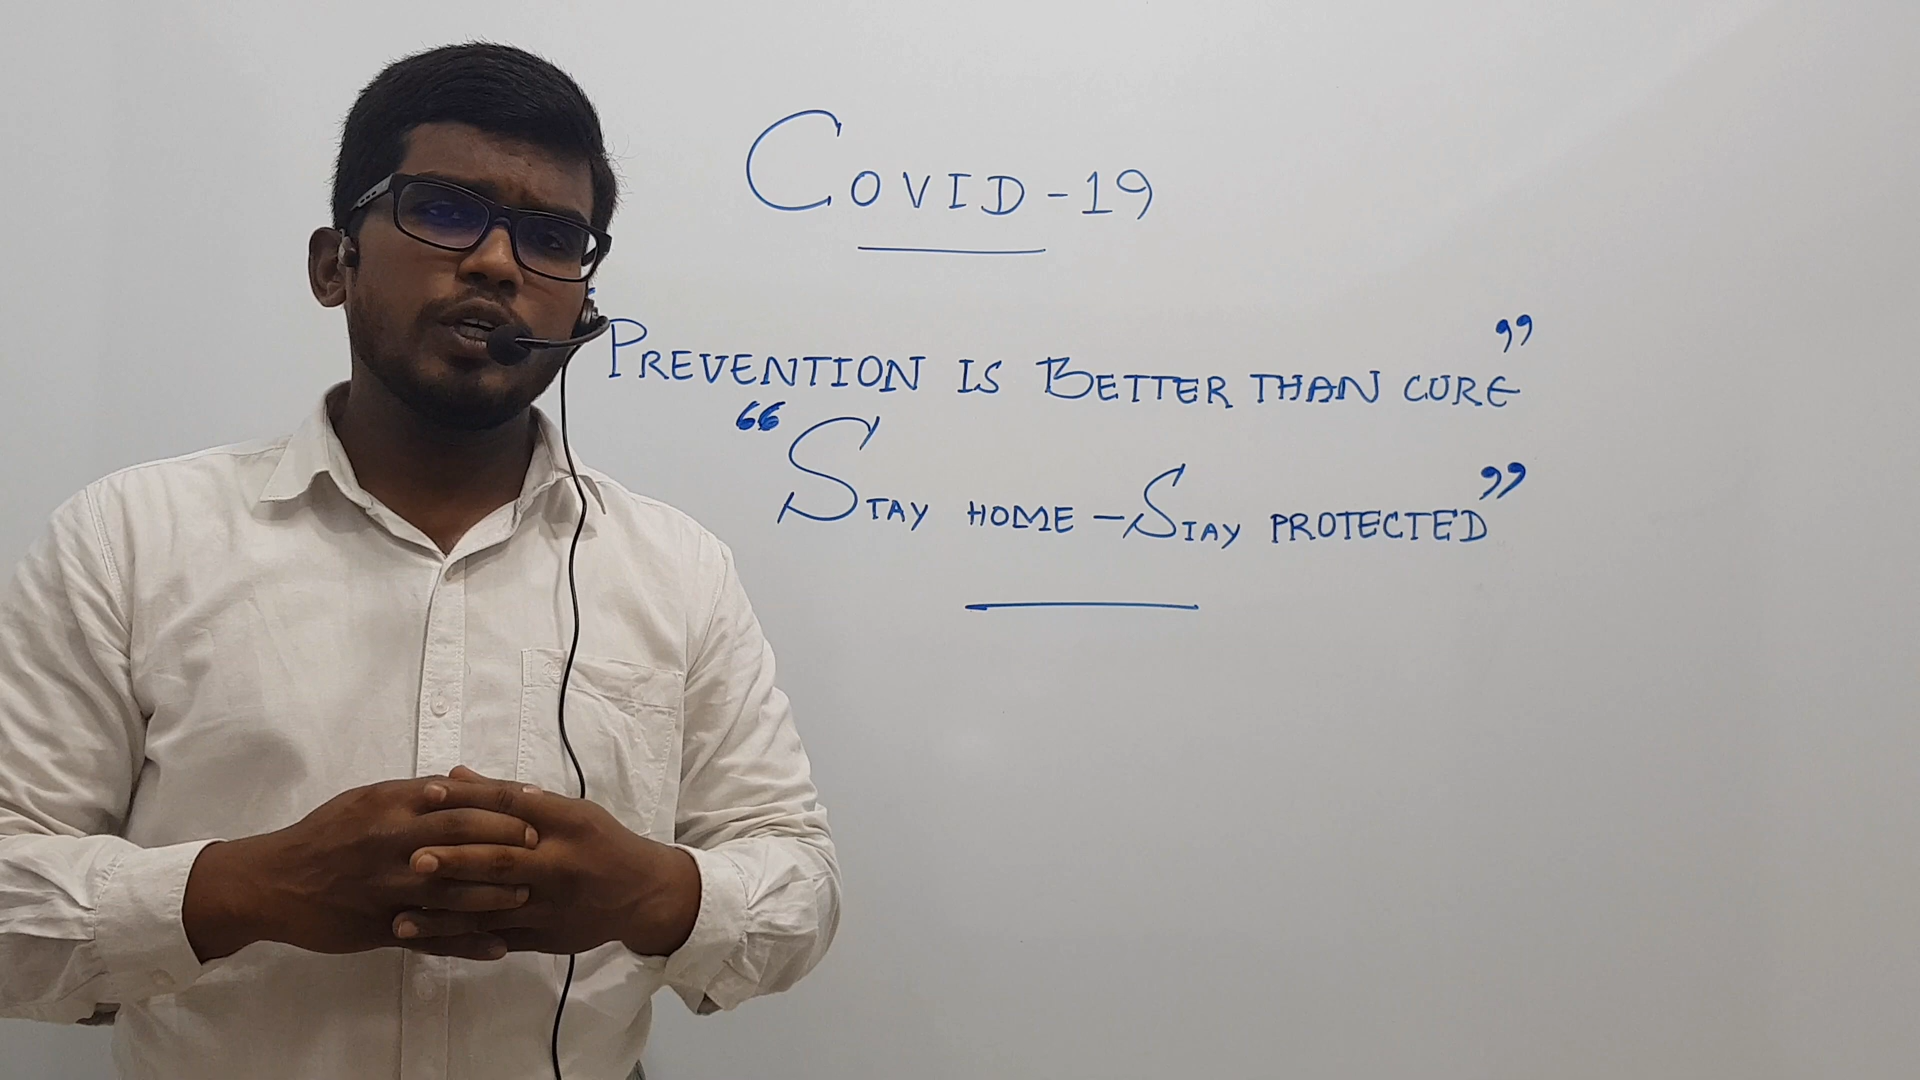 COVID-19
PREVENTION IS BETTER THAN CURE”
“STAY HOME – STAY PROTECTED”